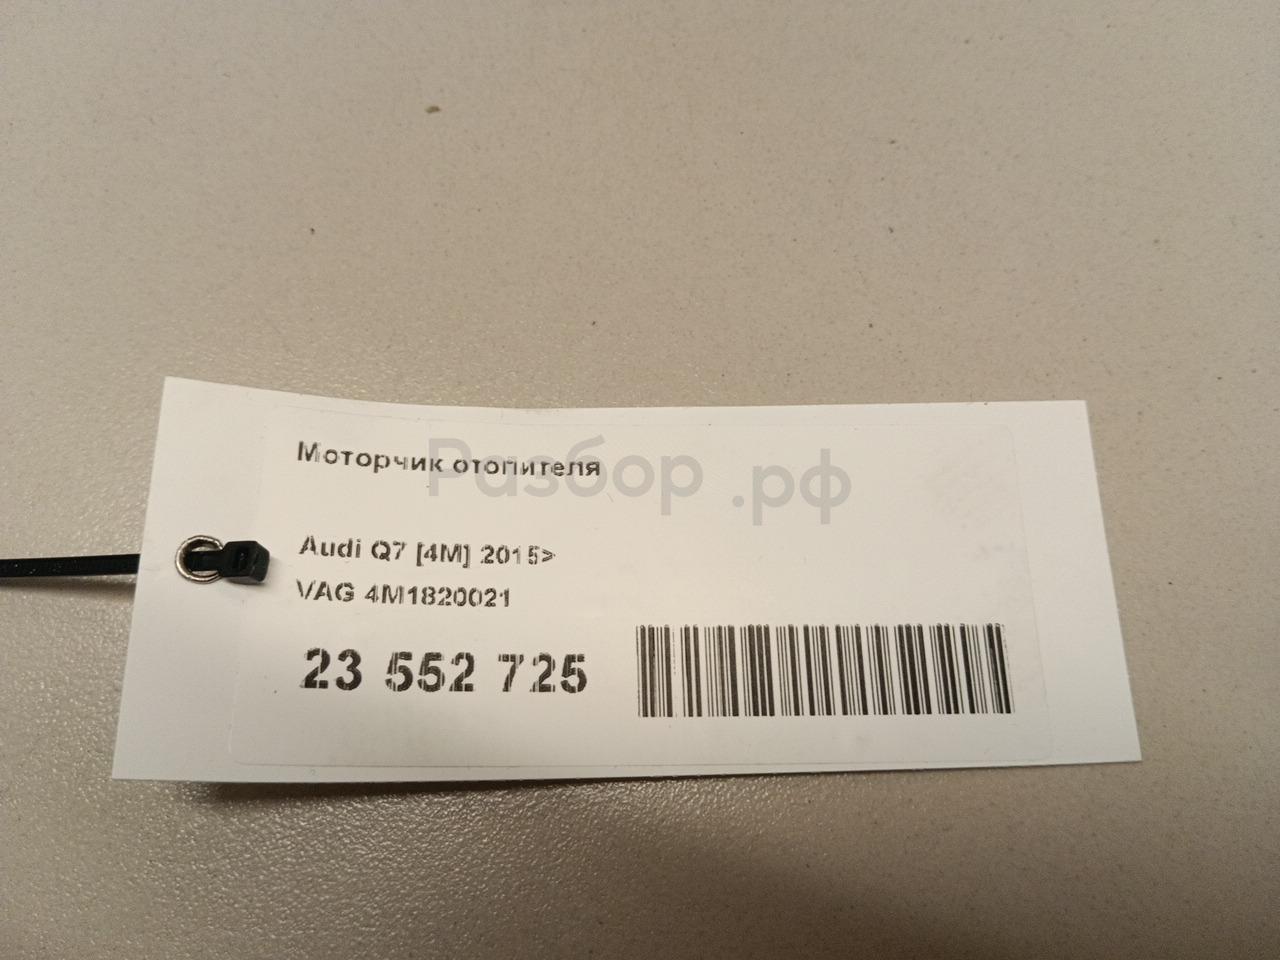 Моторчик отопителя
Разбор.рф
Audi Q7 [4M] 2015>
VAG 4M1820021
23 552 725